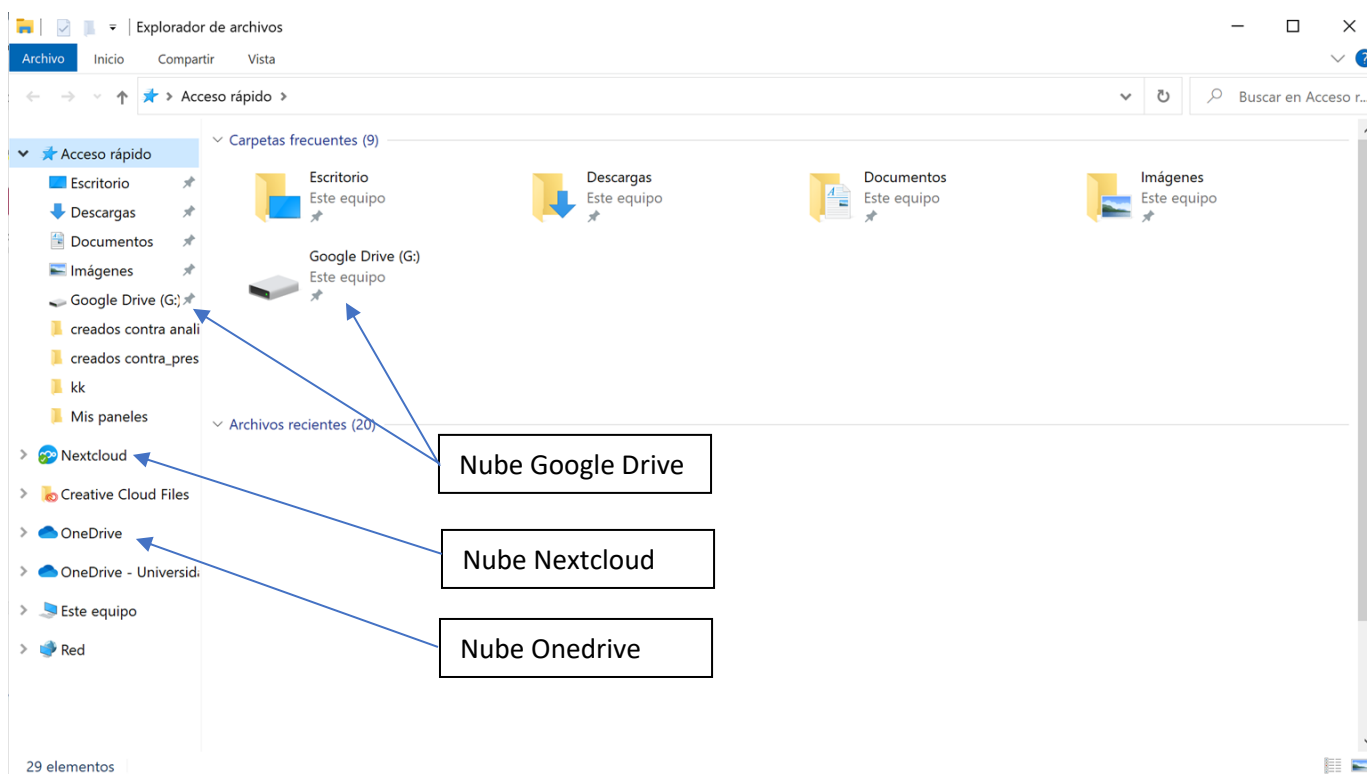 Explorador de archivos
Archivo Inicio Compartir Vista
Acceso rápido
Buscar en Acceso r...
Acceso rápido
Escritorio
Descargas
Documentos
Imágenes
Google Drive (G:)
creados contra anali
creados contra_pres
kk
Mis paneles
Nextcloud
Creative Cloud Files
OneDrive
OneDrive - Universida
Este equipo
Red
Carpetas frecuentes (9)
Escritorio
Este equipo
Descargas
Este equipo
Documentos
Este equipo
Imágenes
Este equipo
Google Drive (G:)
Este equipo
Archivos recientes (20)
Nube Google Drive
Nube Nextcloud
Nube Onedrive
29 elementos